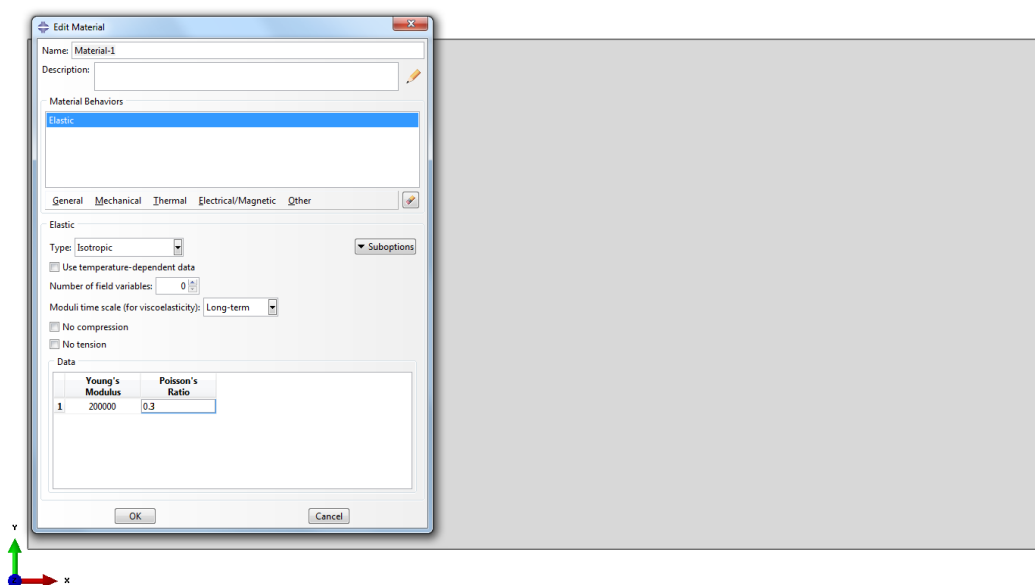 Edit Material
Name: Material-1
Description:
Material Behaviors
Elastic
General Mechanical Thermal Electrical/Magnetic Other
Elastic
Type: Isotropic
Suboptions
Use temperature-dependent data
Number of field variables: 0
Moduli time scale (for viscoelasticity): Long-term
No compression
No tension
Data
Young's Modulus
Poisson's Ratio
1 200000 0.3
OK Cancel
Y
X